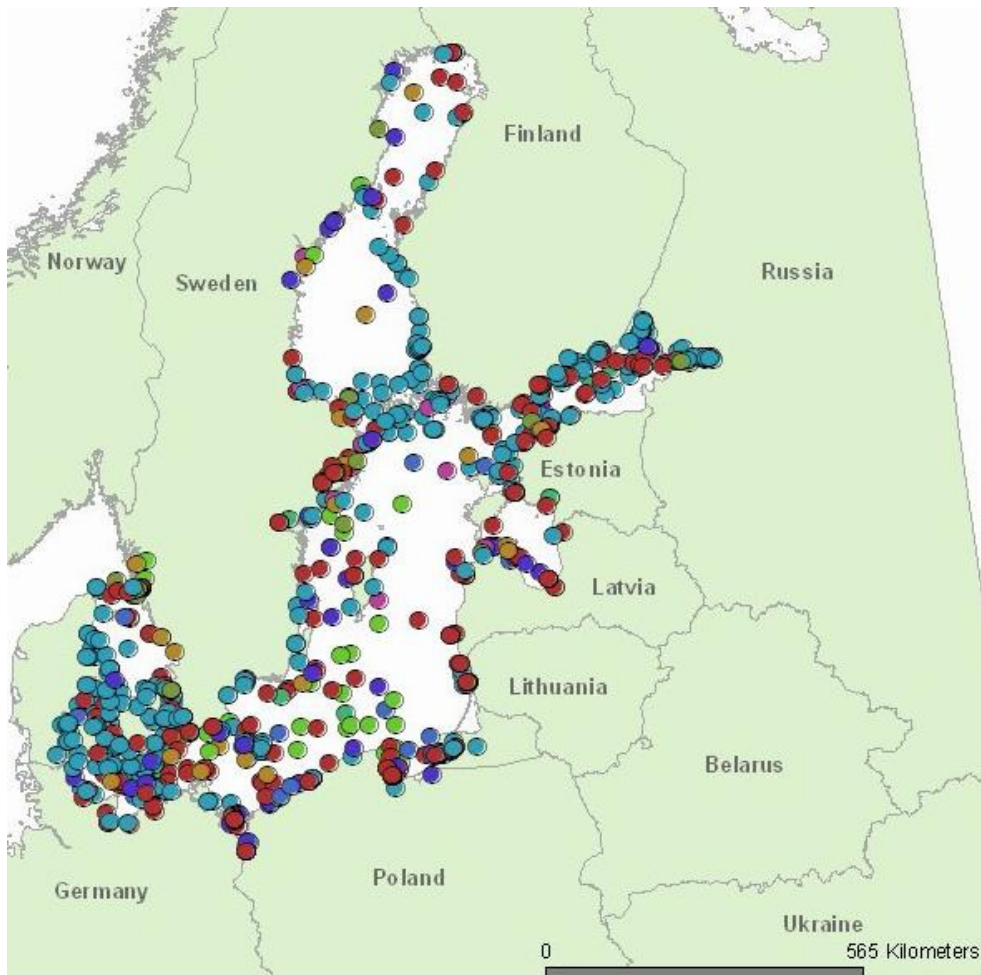 Finland
Norway
Sweden
Russia
Estonia
Latvia
Lithuania
Belarus
Germany
Poland
Ukraine
0 565 Kilometers